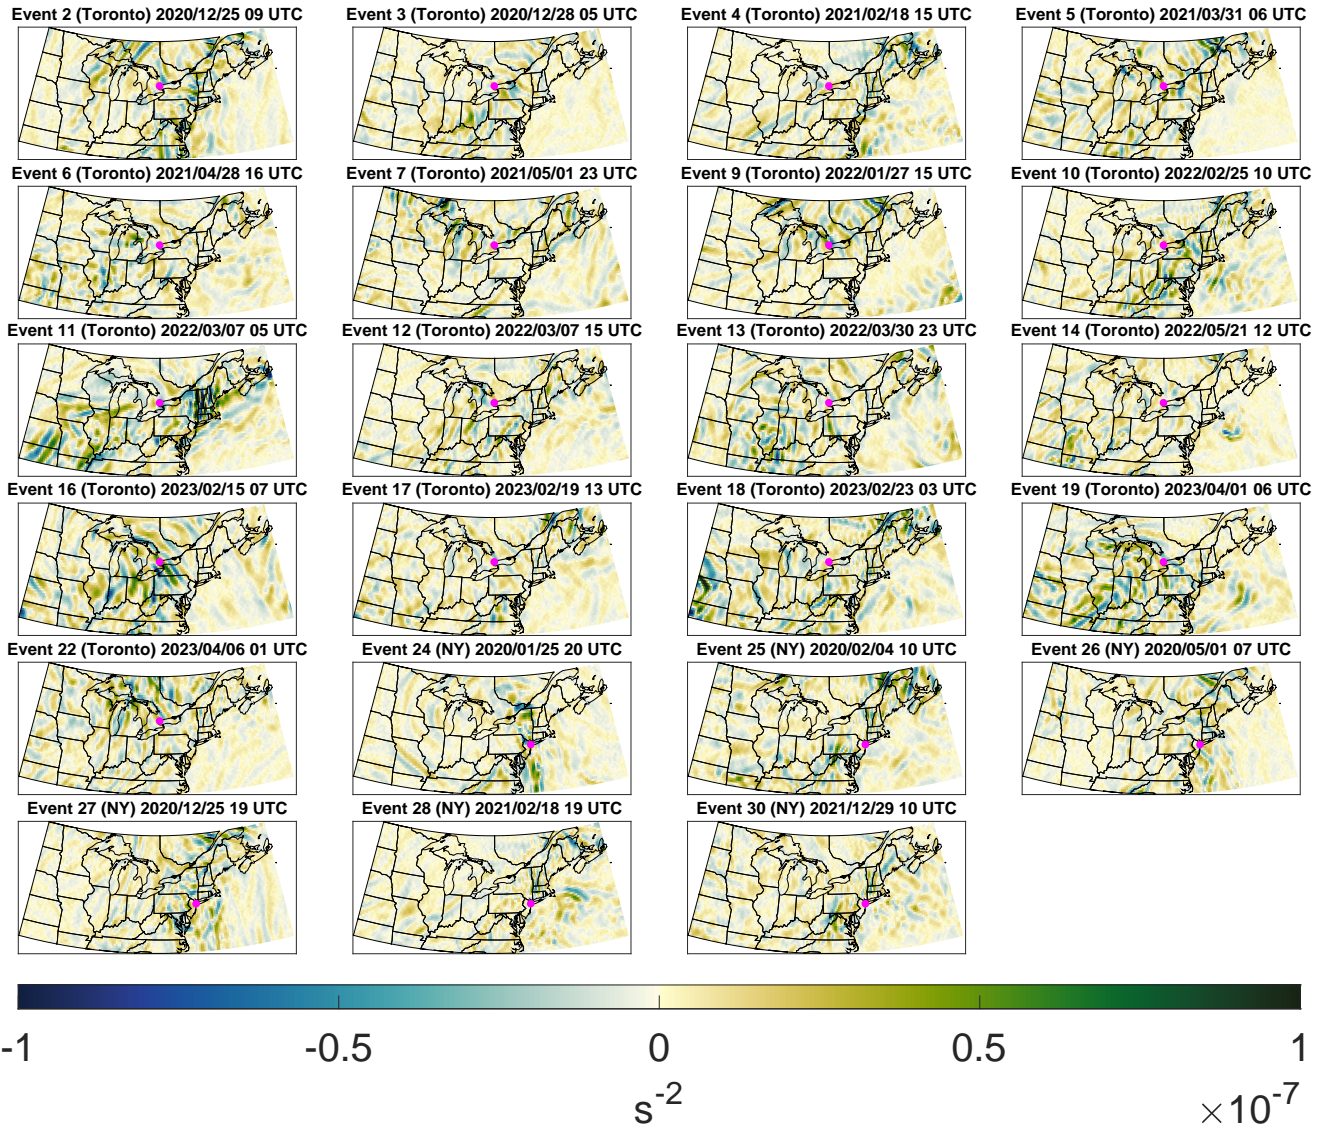 Event 2 (Toronto) 2020/12/25 09 UTC
Event 3 (Toronto) 2020/12/28 05 UTC
Event 4 (Toronto) 2021/02/18 15 UTC
Event 5 (Toronto) 2021/03/31 06 UTC
Event 6 (Toronto) 2021/04/28 16 UTC
Event 7 (Toronto) 2021/05/01 23 UTC
Event 9 (Toronto) 2022/01/27 15 UTC
Event 10 (Toronto) 2022/02/25 10 UTC
Event 11 (Toronto) 2022/03/07 05 UTC
Event 12 (Toronto) 2022/03/07 15 UTC
Event 13 (Toronto) 2022/03/30 23 UTC
Event 14 (Toronto) 2022/05/21 12 UTC
Event 16 (Toronto) 2023/02/15 07 UTC
Event 17 (Toronto) 2023/02/19 13 UTC
Event 18 (Toronto) 2023/02/23 03 UTC
Event 19 (Toronto) 2023/04/01 06 UTC
Event 22 (Toronto) 2023/04/06 01 UTC
Event 24 (NY) 2020/01/25 20 UTC
Event 25 (NY) 2020/02/04 10 UTC
Event 26 (NY) 2020/05/01 07 UTC
Event 27 (NY) 2020/12/25 19 UTC
Event 28 (NY) 2021/02/18 19 UTC
Event 30 (NY) 2021/12/29 10 UTC
-1 -0.5 0 0.5 1
s^-2
×10^-7